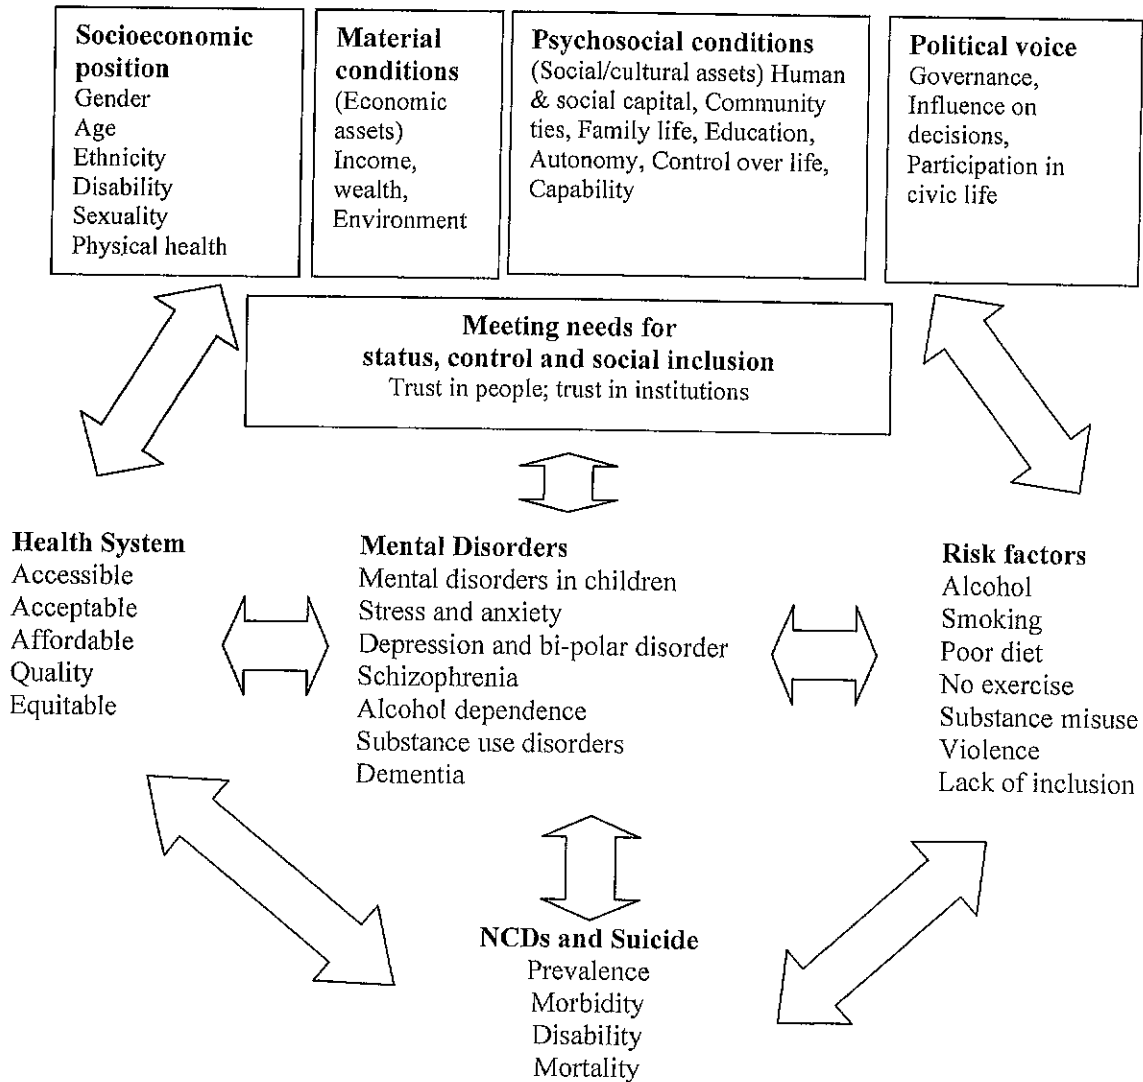 Socioeconomic
position
Gender
Age
Ethnicity
Disability
Sexuality
Physical health
Material
conditions
(Economic
assets)
Income,
wealth,
Environment
Psychosocial conditions
(Social/cultural assets) Human
& social capital, Community
ties, Family life, Education,
Autonomy, Control over life,
Capability
Political voice
Governance,
Influence on
decisions,
Participation in
civic life
Meeting needs for
status, control and social inclusion
Trust in people; trust in institutions
Health System
Accessible
Acceptable
Affordable
Quality
Equitable
Mental Disorders
Mental disorders in children
Stress and anxiety
Depression and bi-polar disorder
Schizophrenia
Alcohol dependence
Substance use disorders
Dementia
Risk factors
Alcohol
Smoking
Poor diet
No exercise
Substance misuse
Violence
Lack of inclusion
NCDs and Suicide
Prevalence
Morbidity
Disability
Mortality